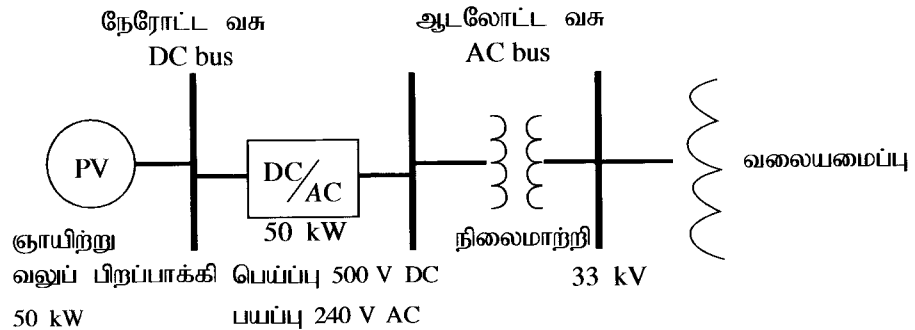 நேரோட்ட வசு
DC bus
ஆடலோட்ட வசு
AC bus
PV
DC/AC
50 kW
நிலைமாற்றி
33 kV
வலையமைப்பு
ஞாயிற்று
வலுப் பிறப்பாக்கி
50 kW
பெய்ப்பு 500 V DC
பயப்பு 240 V AC